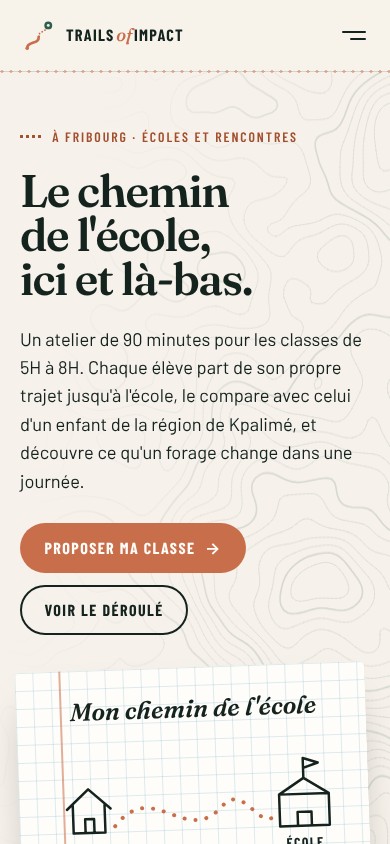 TRAILS of IMPACT
À FRIBOURG · ÉCOLES ET RENCONTRES
Le chemin
de l'école,
ici et là-bas.
Un atelier de 90 minutes pour les classes de
5H à 8H. Chaque élève part de son propre
trajet jusqu'à l'école, le compare avec celui
d'un enfant de la région de Kpalimé, et
découvre ce qu'un forage change dans une
journée.
PROPOSER MA CLASSE →
VOIR LE DÉROULÉ
Mon chemin de l'école
ÉCOLE